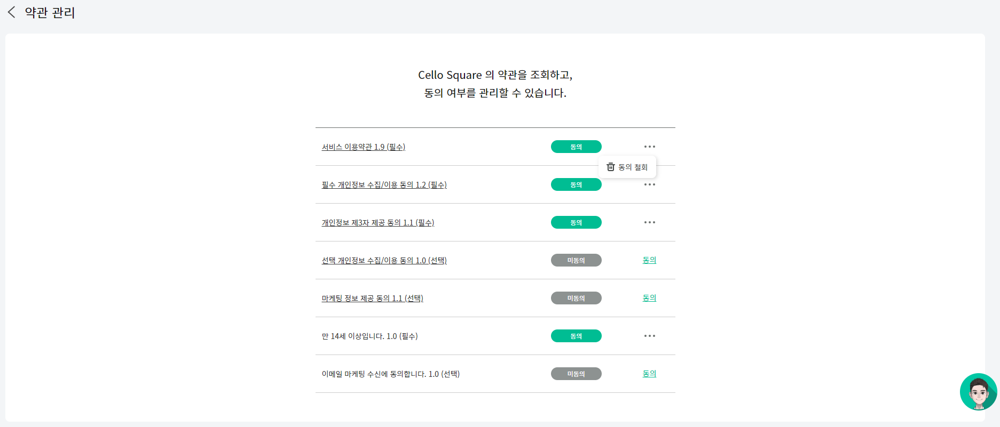 약관 관리
Cello Square 의 약관을 조회하고,
동의 여부를 관리할 수 있습니다.
서비스 이용약관 1.9 (필수) 동의
동의 철회
필수 개인정보 수집/이용 동의 1.2 (필수) 동의
개인정보 제3자 제공 동의 1.1 (필수) 동의
선택 개인정보 수집/이용 동의 1.0 (선택) 미동의 동의
마케팅 정보 제공 동의 1.1 (선택) 미동의 동의
만 14세 이상입니다. 1.0 (필수) 동의
이메일 마케팅 수신에 동의합니다. 1.0 (선택) 미동의 동의